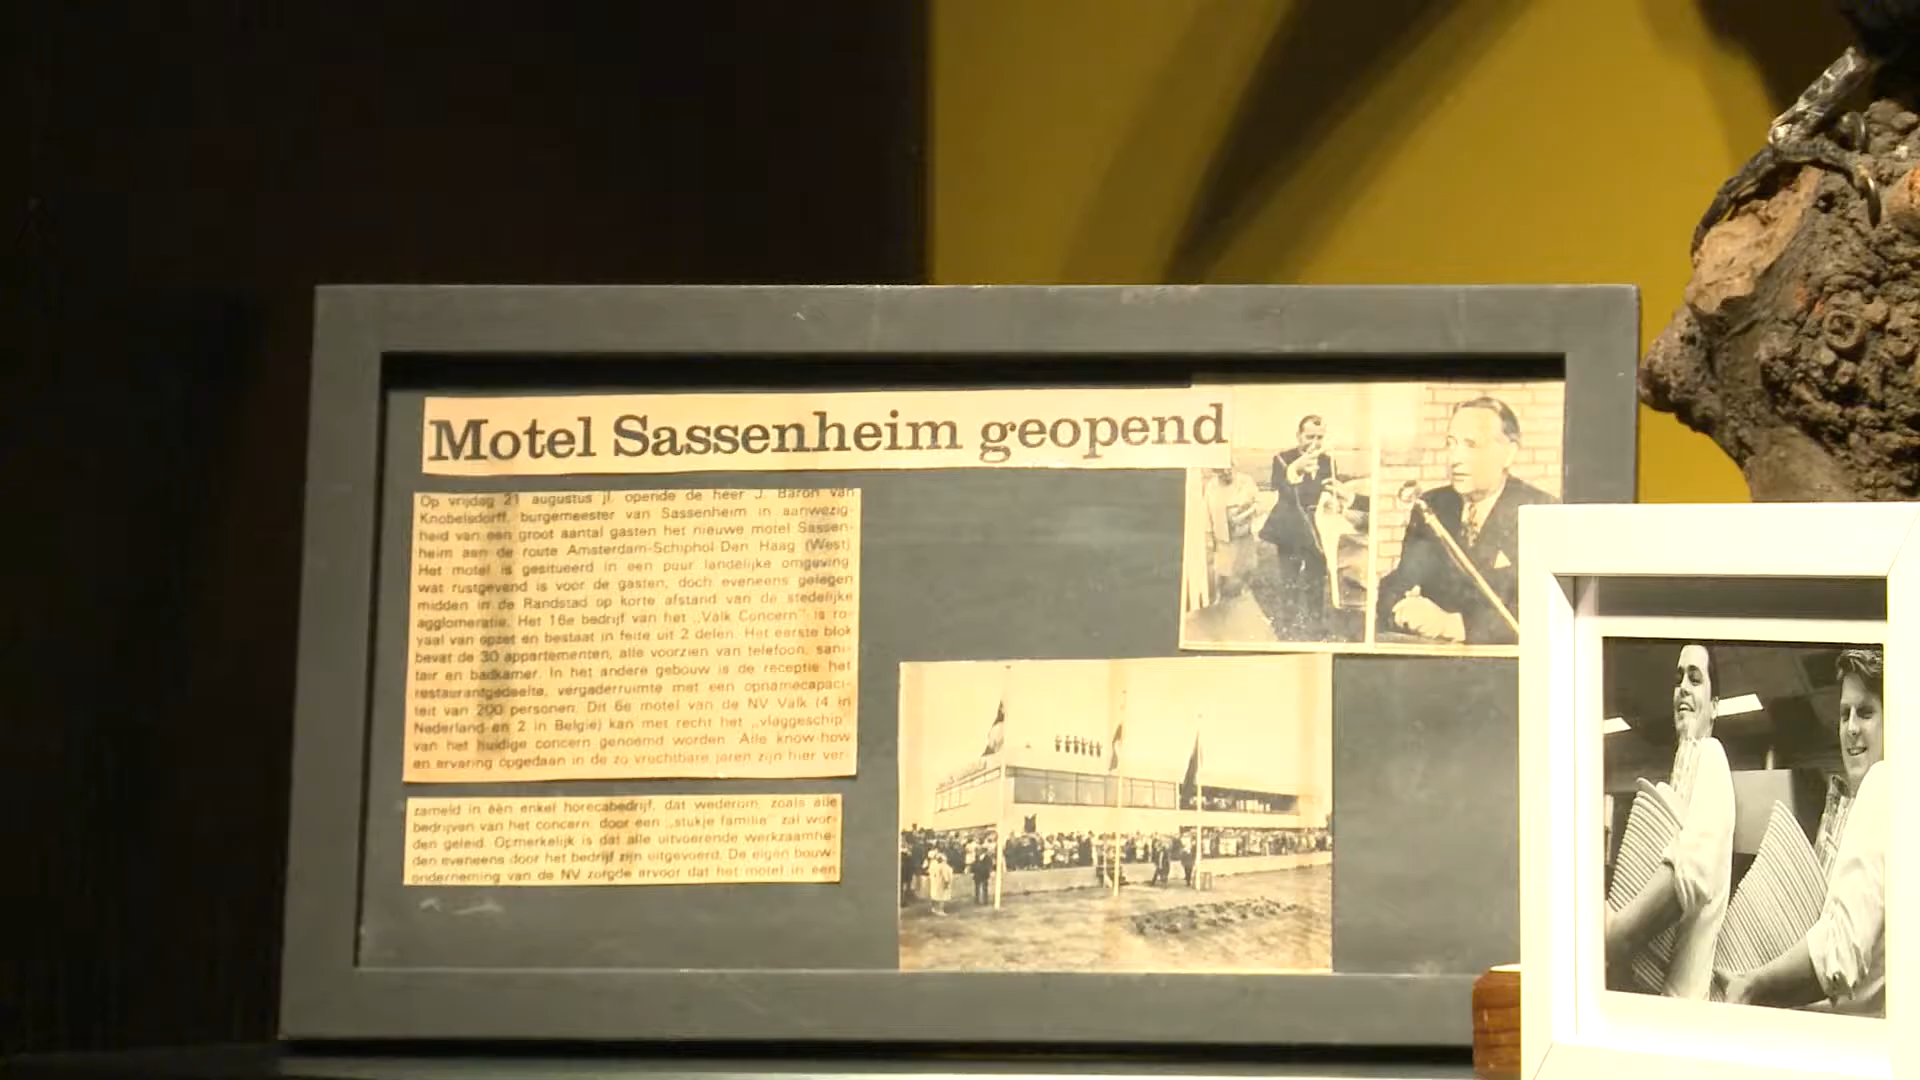 Motel Sassenheim geopend
Op vrijdag 21 augustus jl. opende de heer J. Baron van
Knobelsdorff, burgemeester van Sassenheim in aanwezig-
heid van een groot aantal gasten het nieuwe motel Sassen-
heim aan de route Amsterdam-Schiphol-Den Haag (West)
Het motel is gesitueerd in een puur landelijke omgeving
wat rustgevend is voor de gasten, doch eveneens gelegen
midden in de Randstad op korte afstand van de stedelijke
agglomeratie. Het 16e bedrijf van het „Valk Concern" is ro-
yaal van opzet en bestaat in feite uit 2 delen. Het eerste blok
bevat de 30 appartementen, alle voorzien van telefoon, sani-
tair en badkamer. In het andere gebouw is de receptie het
restaurantgedeelte, vergaderruimte met een opnamecapaci-
teit van 200 personen. Dit 6e motel van de NV Valk (4 in
Nederland en 2 in België) kan met recht het „vlaggeschip"
van het huidige concern genoemd worden. Alle know-how
en ervaring opgedaan in de zo vruchtbare jaren zijn hier ver-
zameld in één enkel horecabedrijf, dat wederum, zoals alle
bedrijven van het concern, door een „stukje familie" zal wor-
den geleid. Opmerkelijk is dat alle uitvoerende werkzaamhe-
den eveneens door het bedrijf zijn uitgevoerd. De eigen bouw-
onderneming van de NV zorgde ervoor dat het motel in een